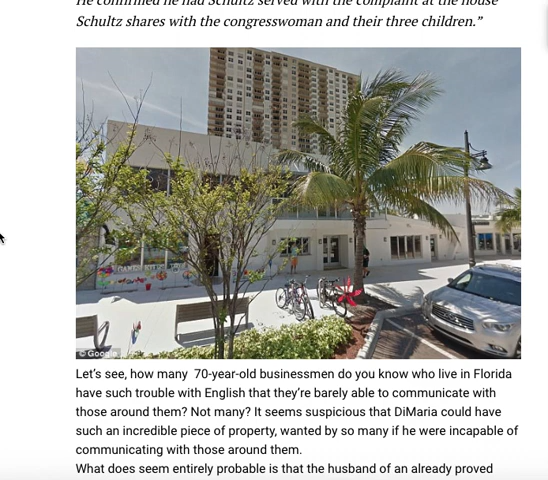 He confirmed he had Schultz served with the complaint at the house
Schultz shares with the congresswoman and their three children.”
© Google
Let’s see, how many 70-year-old businessmen do you know who live in Florida
have such trouble with English that they’re barely able to communicate with
those around them? Not many? It seems suspicious that DiMaria could have
such an incredible piece of property, wanted by so many if he were incapable of
communicating with those around them.
What does seem entirely probable is that the husband of an already proved